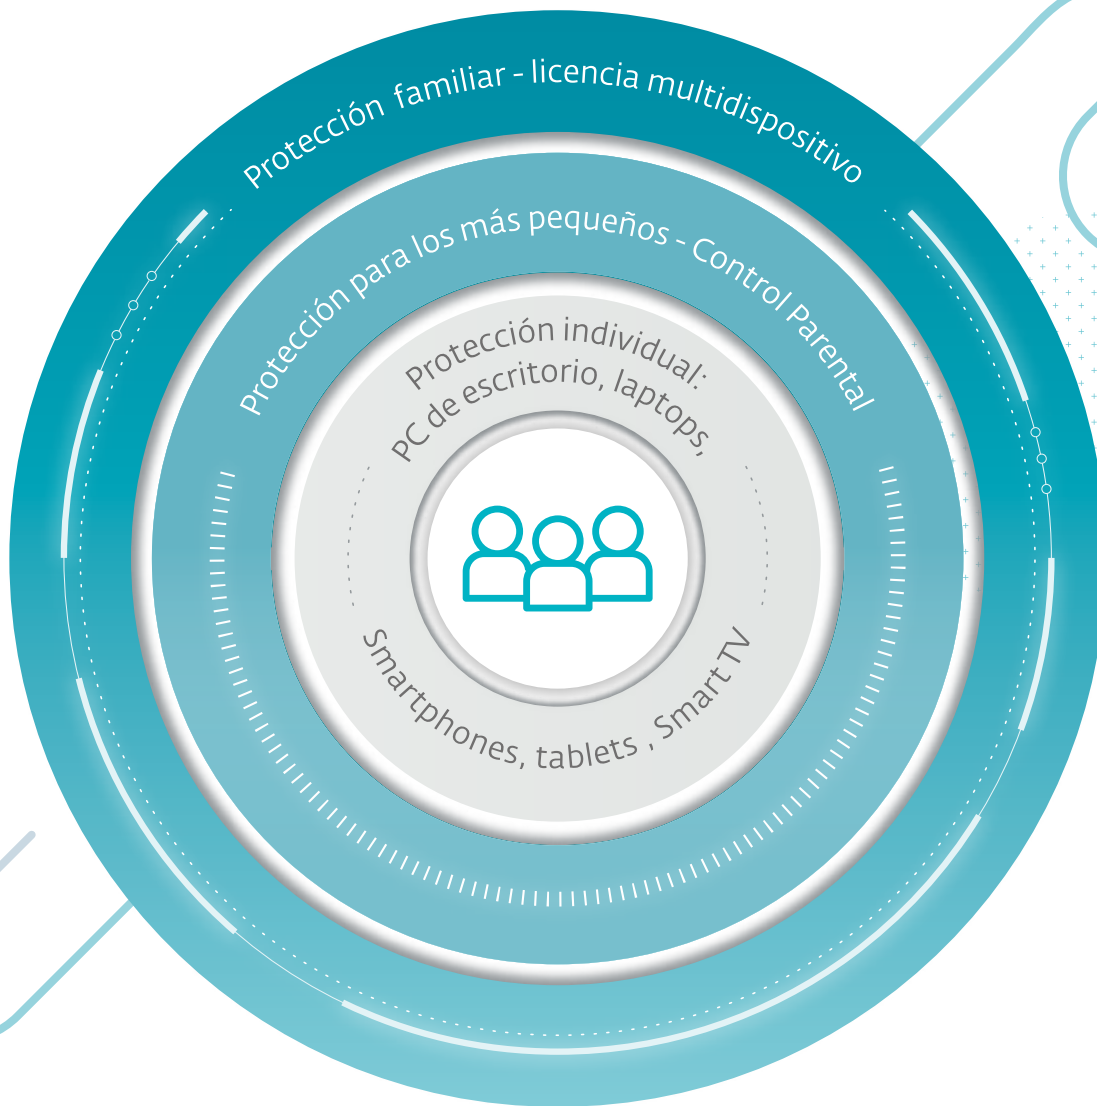 Protección familiar - licencia multidispositivo
Protección para los más pequeños - Control Parental
Protección individual:
PC de escritorio, laptops,
Smartphones, tablets , Smart TV